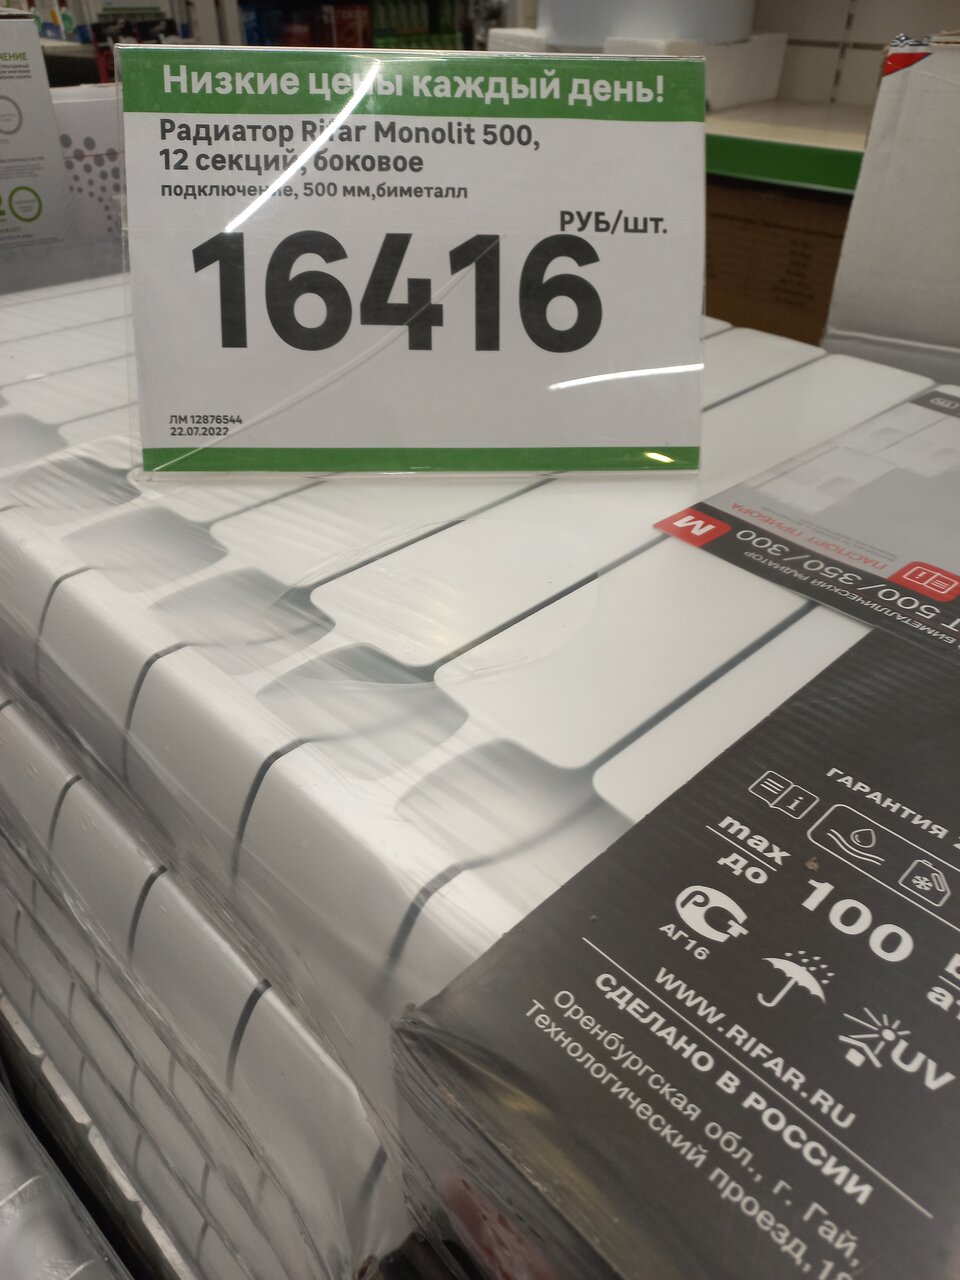 Низкие цены каждый день!
Радиатор Rifar Monolit 500,
12 секций, боковое
подключение, 500 мм,биметалл
РУБ/шт.
16416
ЛМ 12876544
22.07.2022
ПАСПОРТ ПРИБОРА
БИМЕТАЛЛИЧЕСКИЙ РАДИАТОР
T 500/350/300
M
ГАРАНТИЯ
max
до
100
АГ16
UV
WWW.RIFAR.RU
СДЕЛАНО В РОССИИ
Оренбургская обл., г. Гай,
Технологический проезд,